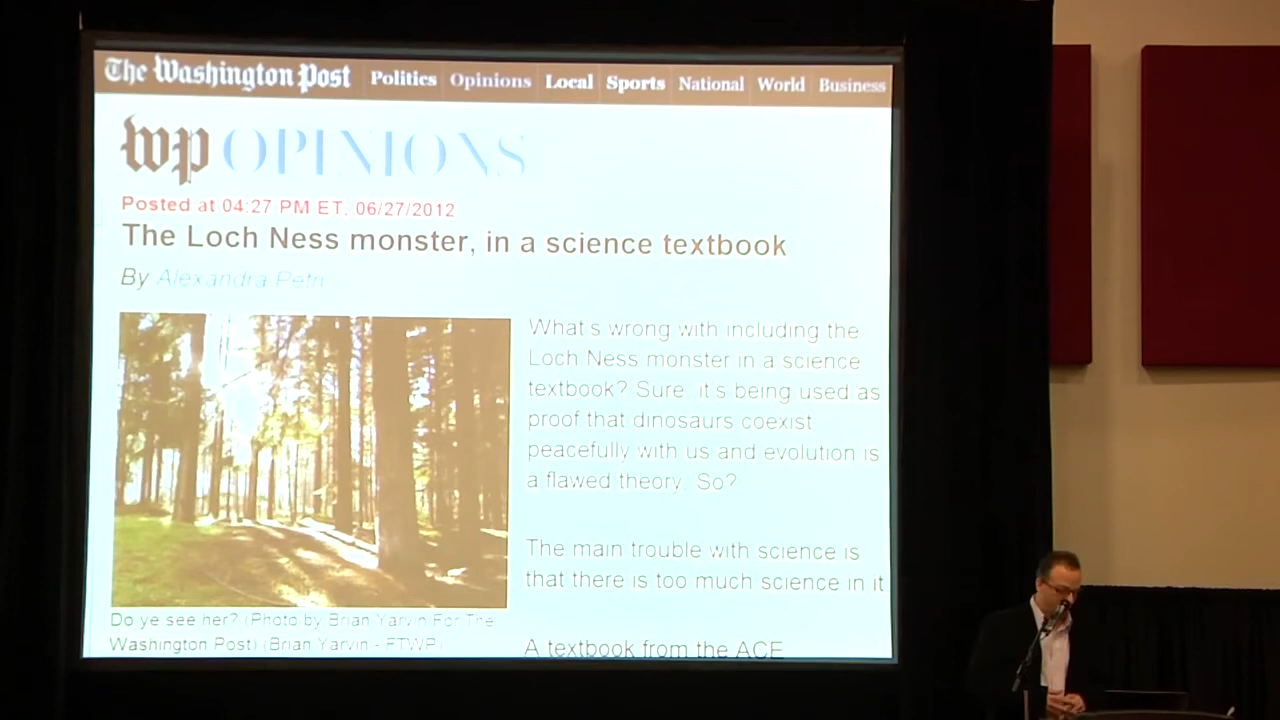 The Washington Post Politics Opinions Local Sports National World Business
wp OPINIONS
Posted at 04:27 PM ET, 06/27/2012
The Loch Ness monster, in a science textbook
By Alexandra Petri
What's wrong with including the
Loch Ness monster in a science
textbook? Sure, it's being used as
proof that dinosaurs coexist
peacefully with us and evolution is
a flawed theory. So?
The main trouble with science is
that there is too much science in it.
Do ye see her? (Photo by Brian Yarvin For The
Washington Post) (Brian Yarvin - FTWP)
A textbook from the ACE